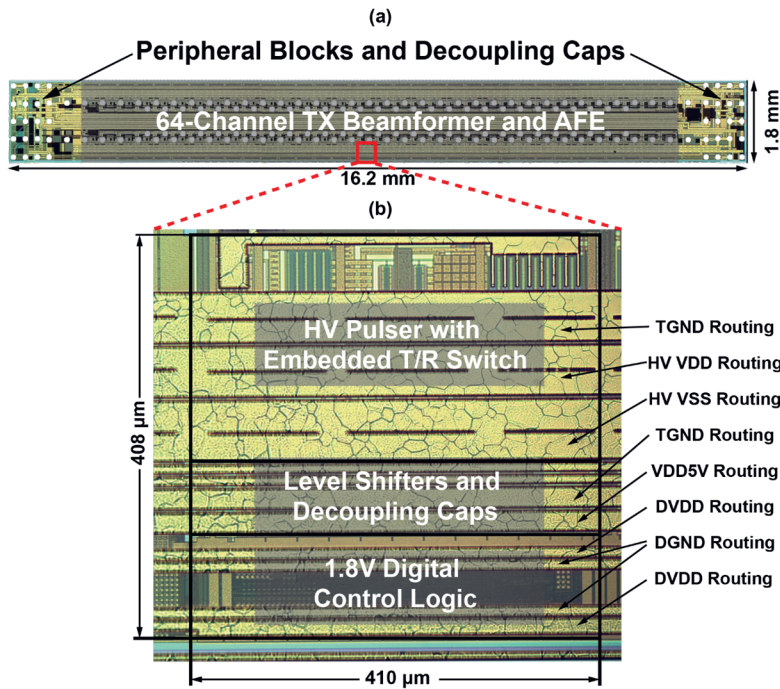 (a)
Peripheral Blocks and Decoupling Caps
64-Channel TX Beamformer and AFE
1.8 mm
16.2 mm
(b)
HV Pulser with
Embedded T/R Switch
TGND Routing
HV VDD Routing
HV VSS Routing
TGND Routing
408 μm
Level Shifters and
Decoupling Caps
VDD5V Routing
DVDD Routing
1.8V Digital
Control Logic
DGND Routing
DVDD Routing
410 μm